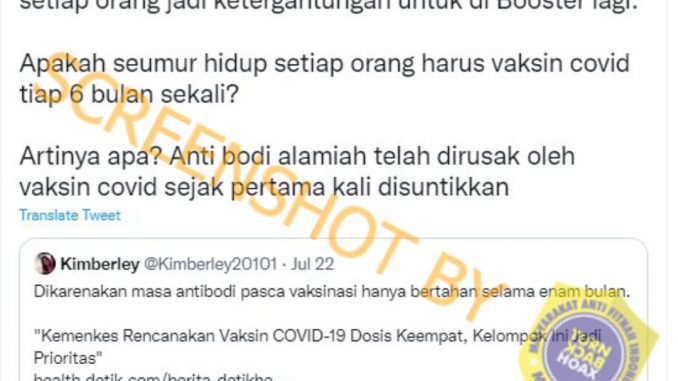 setiap orang jadi ketergantungan untuk di Booster lagi.
Apakah seumur hidup setiap orang harus vaksin covid
tiap 6 bulan sekali?
Artinya apa? Anti bodi alamiah telah dirusak oleh
vaksin covid sejak pertama kali disuntikkan
Translate Tweet
Kimberley @Kimberley20101 · Jul 22
Dikarenakan masa antibodi pasca vaksinasi hanya bertahan selama enam bulan.
"Kemenkes Rencanakan Vaksin COVID-19 Dosis Keempat, Kelompok Ini Jadi
Prioritas"
health.detik.com/berita-detikhe
SCREENSHOT BY
MASYARAKAT ANTI FITNAH INDONE
TURN
BACK
HOAX